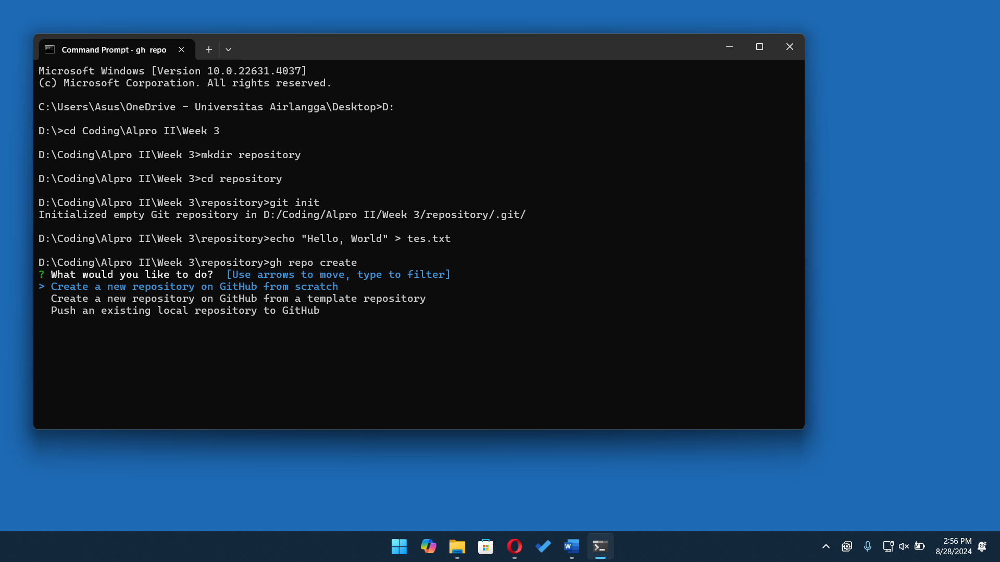 Command Prompt - gh  repo
Microsoft Windows [Version 10.0.22631.4037]
(c) Microsoft Corporation. All rights reserved.
C:\Users\Asus\OneDrive - Universitas Airlangga\Desktop>D:
D:\>cd Coding\Alpro II\Week 3
D:\Coding\Alpro II\Week 3>mkdir repository
D:\Coding\Alpro II\Week 3>cd repository
D:\Coding\Alpro II\Week 3\repository>git init
Initialized empty Git repository in D:/Coding/Alpro II/Week 3/repository/.git/
D:\Coding\Alpro II\Week 3\repository>echo "Hello, World" > tes.txt
D:\Coding\Alpro II\Week 3\repository>gh repo create
? What would you like to do?  [Use arrows to move, type to filter]
> Create a new repository on GitHub from scratch
  Create a new repository on GitHub from a template repository
  Push an existing local repository to GitHub
2:56 PM
8/28/2024